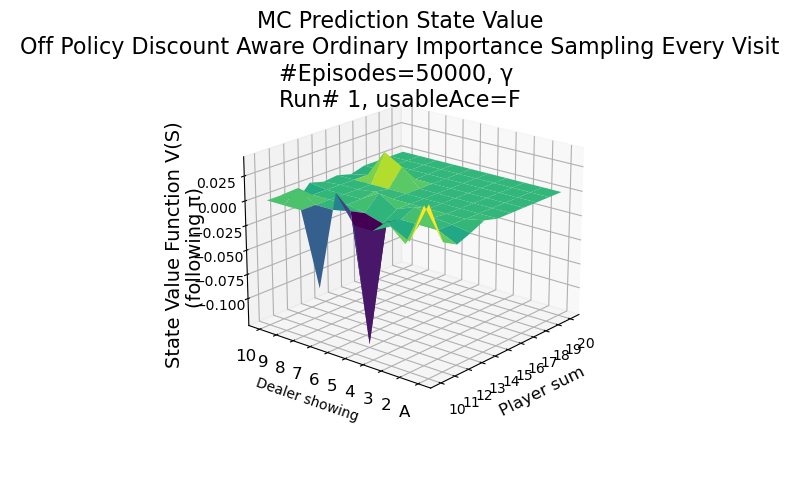 MC Prediction State Value
Off Policy Discount Aware Ordinary Importance Sampling Every Visit
#Episodes=50000, γ
Run# 1, usableAce=F
State Value Function V(S)
(following π)
0.025
0.000
−0.025
−0.050
−0.075
−0.100
10 9 8 7 6 5 4 3 2 A
Dealer showing
10 11 12 13 14 15 16 17 18 19 20
Player sum